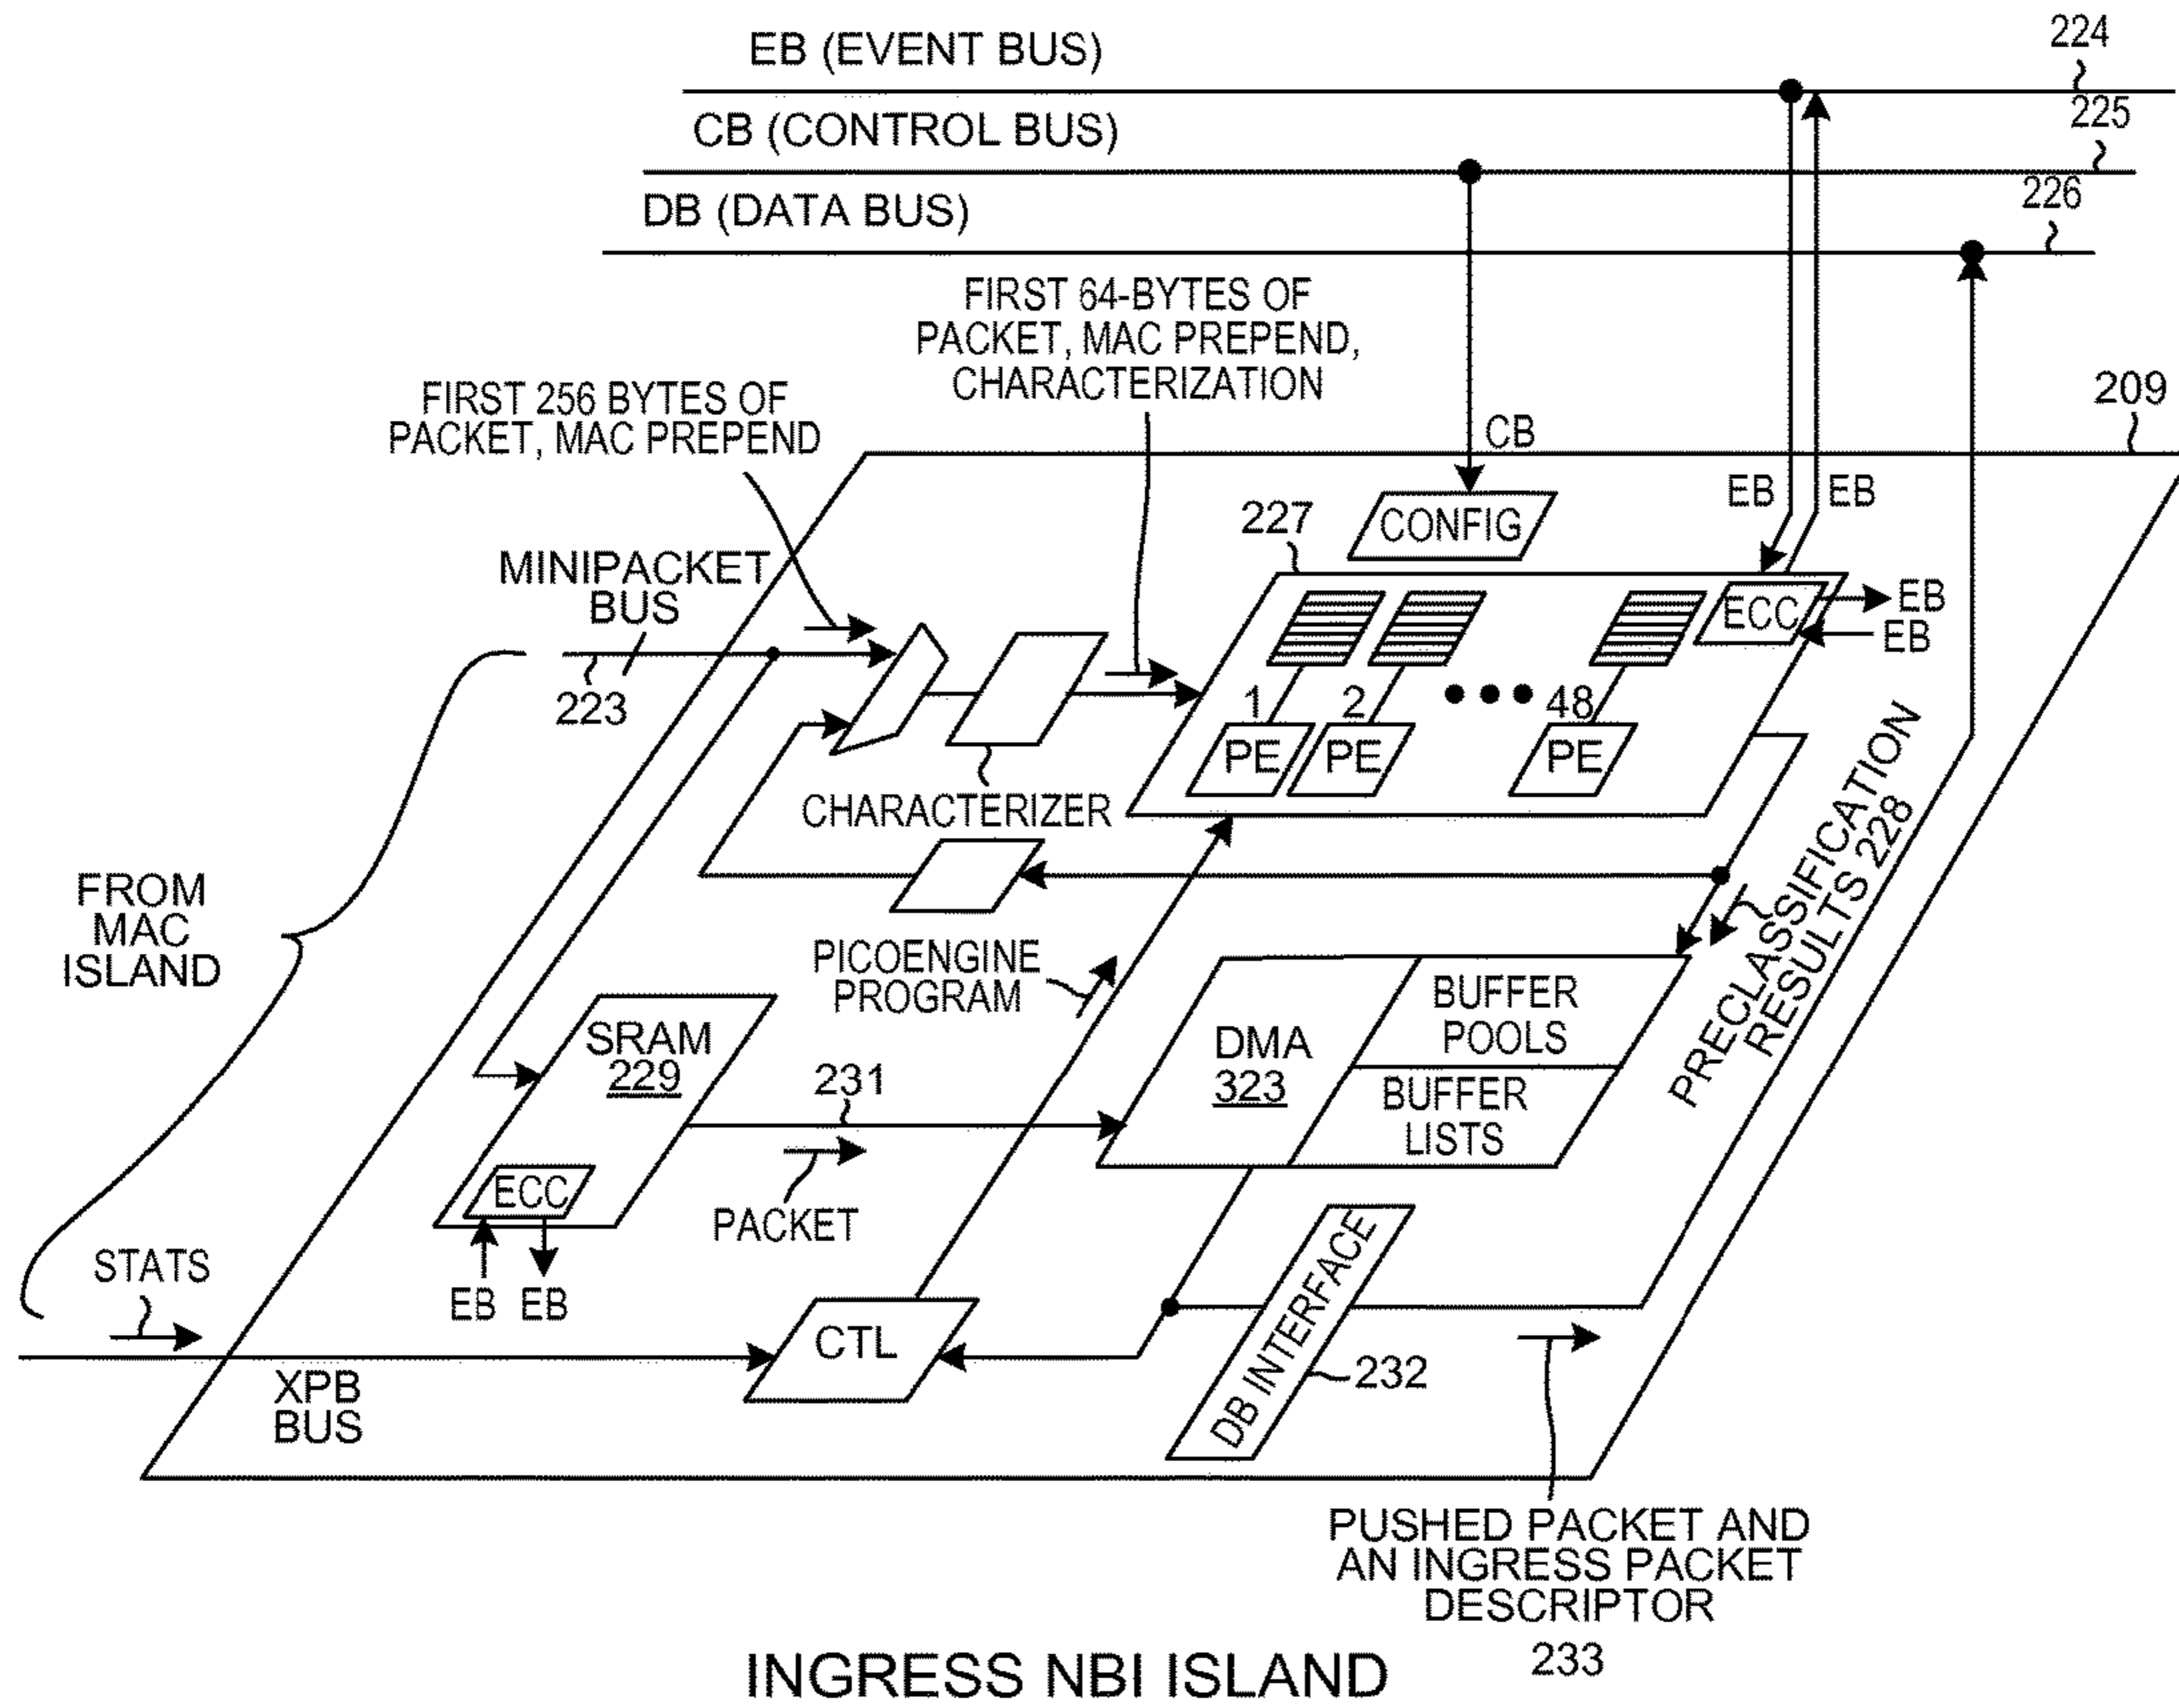 EB (EVENT BUS)
224
CB (CONTROL BUS)
225
DB (DATA BUS)
226
FIRST 64-BYTES OF
PACKET, MAC PREPEND,
CHARACTERIZATION
FIRST 256 BYTES OF
PACKET, MAC PREPEND
209
CB
EB
EB
227
CONFIG
MINIPACKET
BUS
223
ECC
EB
EB
1
2
48
PE
PE
PE
CHARACTERIZER
PRECLASSIFICATION
RESULTS 228
FROM
MAC
ISLAND
PICOENGINE
PROGRAM
SRAM
229
231
DMA
323
BUFFER
POOLS
BUFFER
LISTS
ECC
PACKET
EB
EB
STATS
CTL
DB INTERFACE
232
XPB
BUS
PUSHED PACKET AND
AN INGRESS PACKET
DESCRIPTOR
233
INGRESS NBI ISLAND